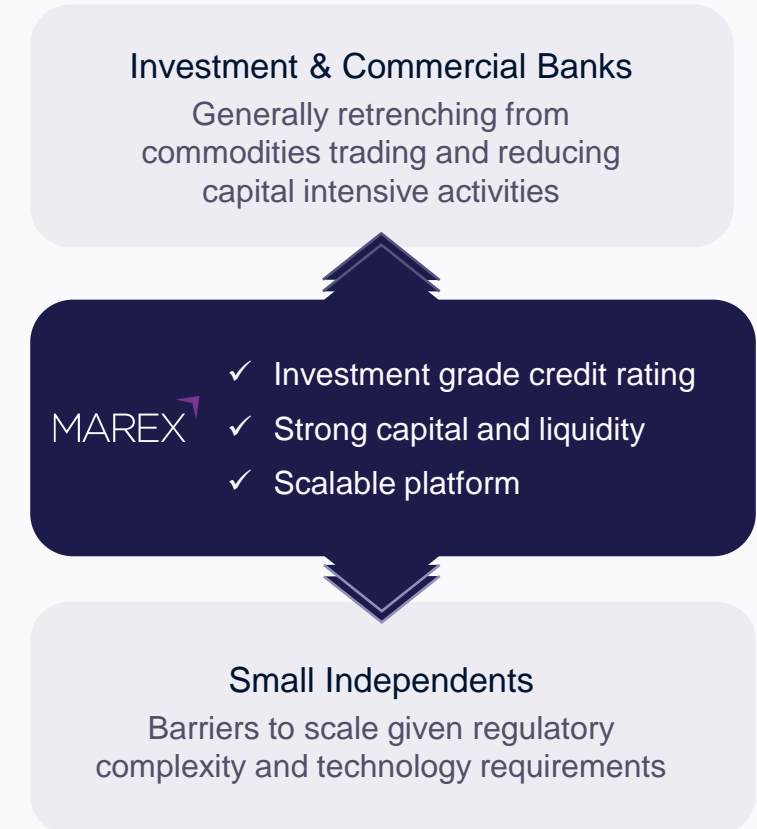 Investment & Commercial Banks
Generally retrenching from
commodities trading and reducing
capital intensive activities
MAREX
✓ Investment grade credit rating
✓ Strong capital and liquidity
✓ Scalable platform
Small Independents
Barriers to scale given regulatory
complexity and technology requirements